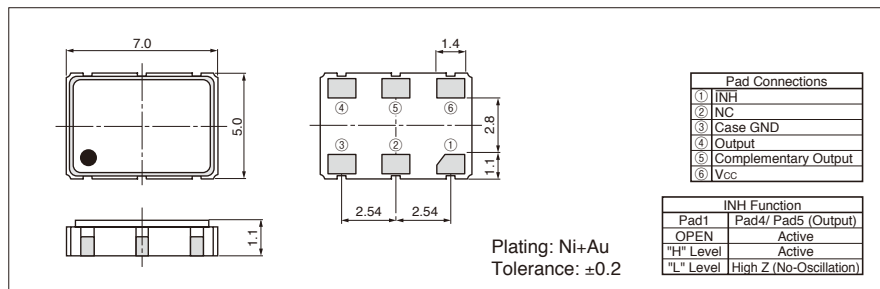 7.0
5.0
1.1
1.4
④ ⑤ ⑥
③ ② ①
2.8
1.1
2.54 2.54
Plating: Ni+Au
Tolerance: ±0.2
Pad Connections
① I̅N̅H̅
② NC
③ Case GND
④ Output
⑤ Complementary Output
⑥ Vcc
INH Function
Pad1 Pad4/ Pad5 (Output)
OPEN Active
"H" Level Active
"L" Level High Z (No-Oscillation)